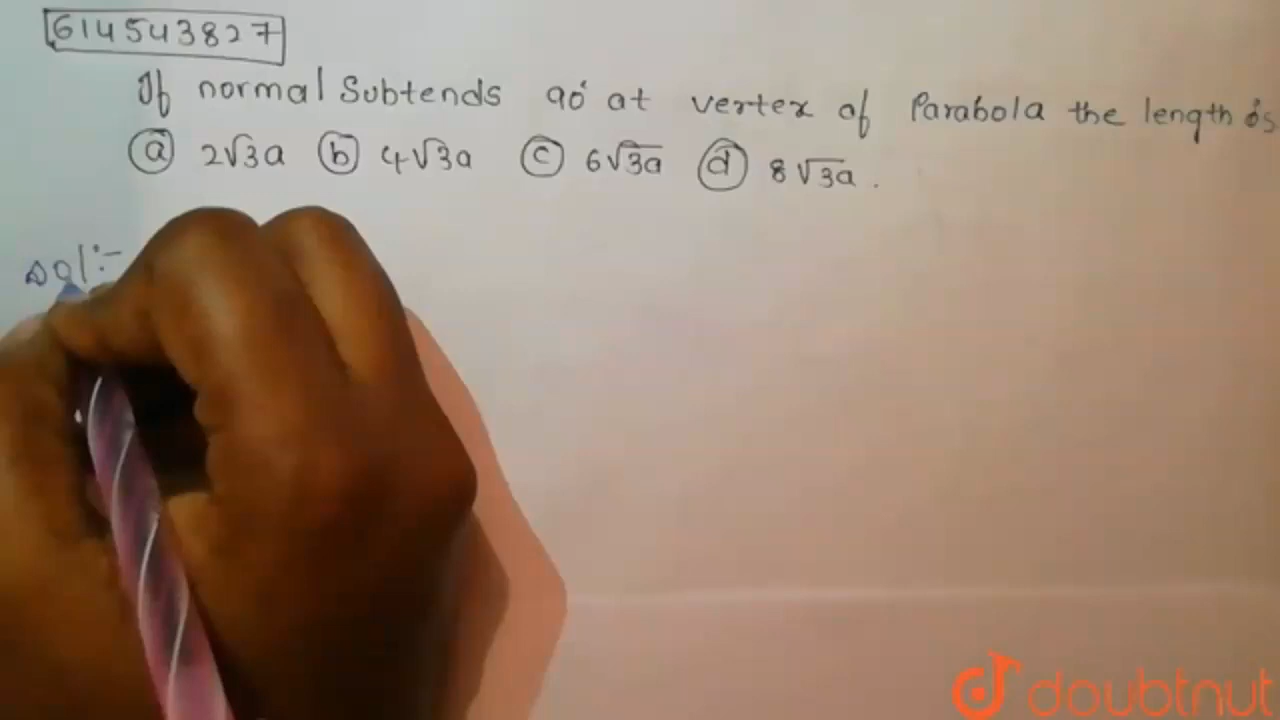 614543827
If normal Subtends 90° at vertex of Parabola the length is
ⓐ 2√3a ⓑ 4√3a ⓒ 6√3a ⓓ 8√3a.
Sol:-
doubtnut